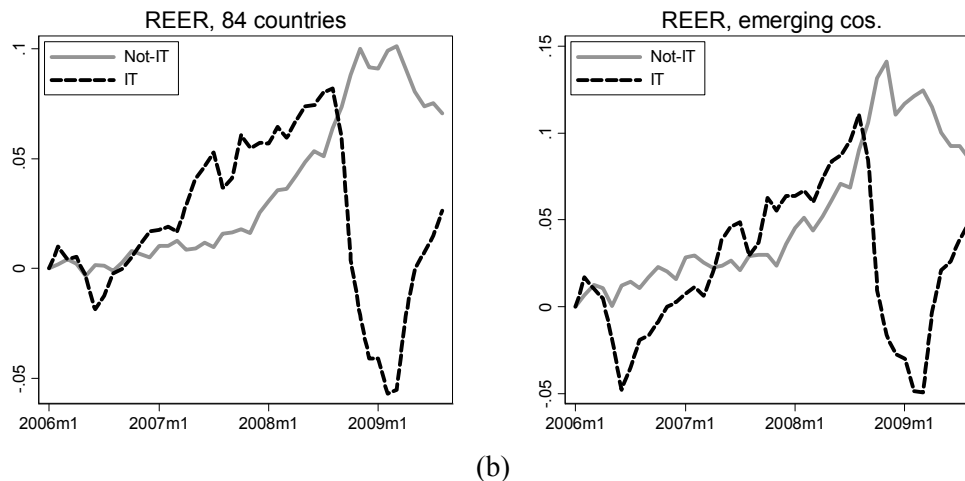 REER, 84 countries
Not-IT
IT
.1
.05
0
-.05
2006m1 2007m1 2008m1 2009m1
REER, emerging cos.
Not-IT
IT
.15
.1
.05
0
-.05
2006m1 2007m1 2008m1 2009m1
(b)